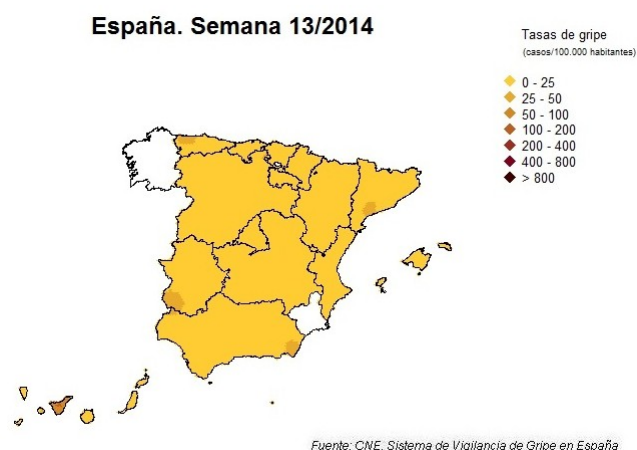 España. Semana 13/2014
Tasas de gripe
(casos/100.000 habitantes)
0 - 25
25 - 50
50 - 100
100 - 200
200 - 400
400 - 800
> 800
Fuente: CNE. Sistema de Vigilancia de Gripe en España